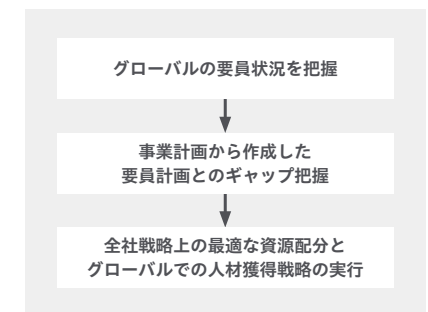 グローバルの要員状況を把握
事業計画から作成した
要員計画とのギャップ把握
全社戦略上の最適な資源配分と
グローバルでの人材獲得戦略の実行